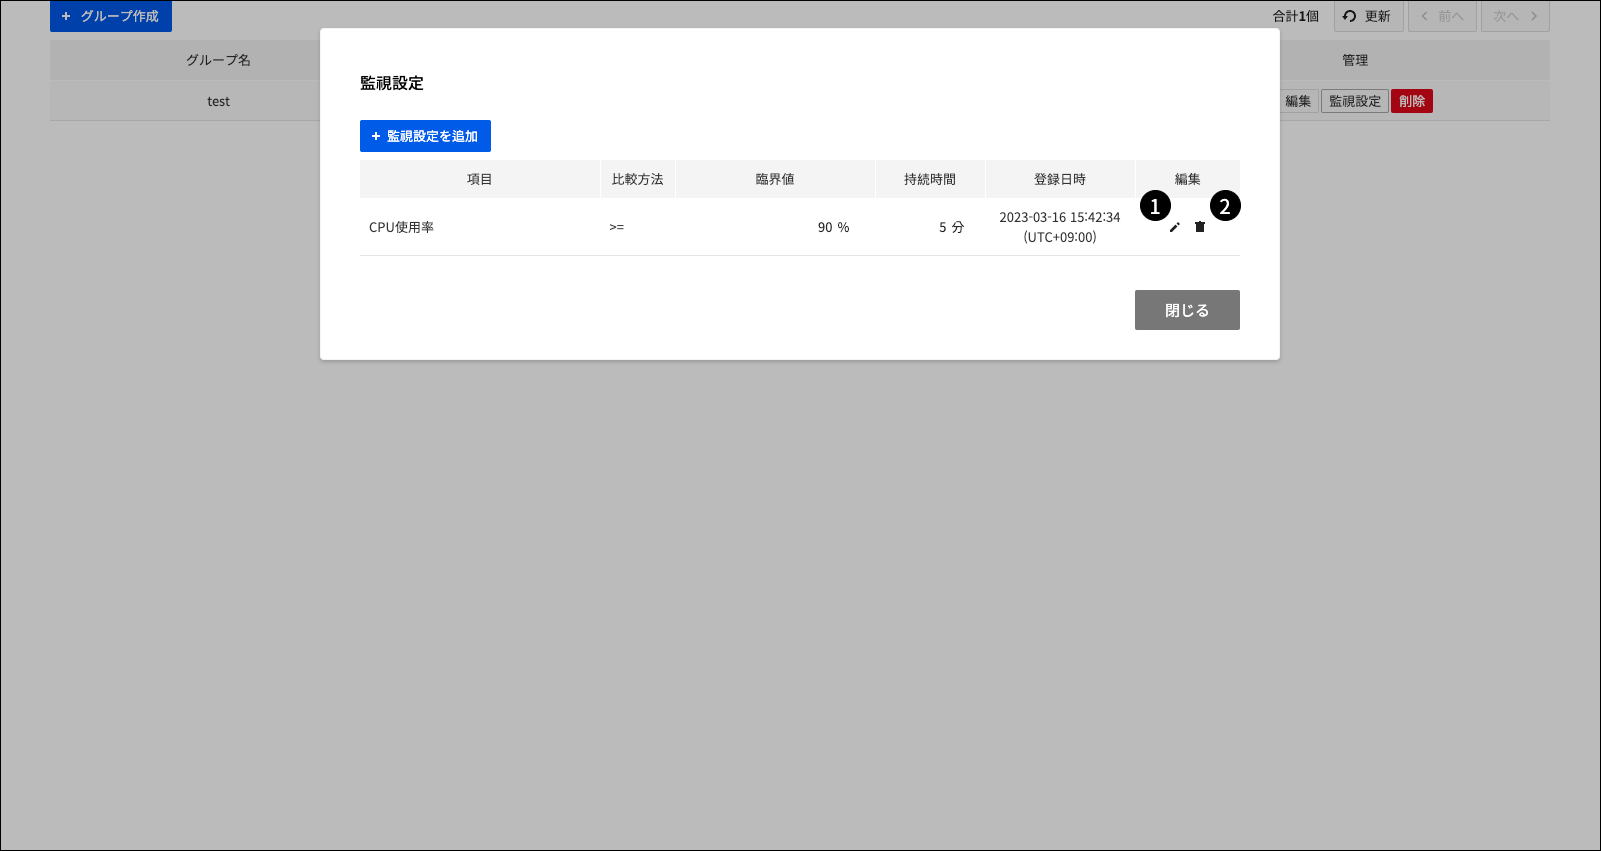 + グループ作成
合計1個 更新 前へ 次へ
グループ名 管理
test 編集 監視設定 削除
監視設定
+ 監視設定を追加
項目 比較方法 臨界値 持続時間 登録日時 編集
1 2
CPU使用率 >= 90 % 5 分 2023-03-16 15:42:34
(UTC+09:00)
閉じる